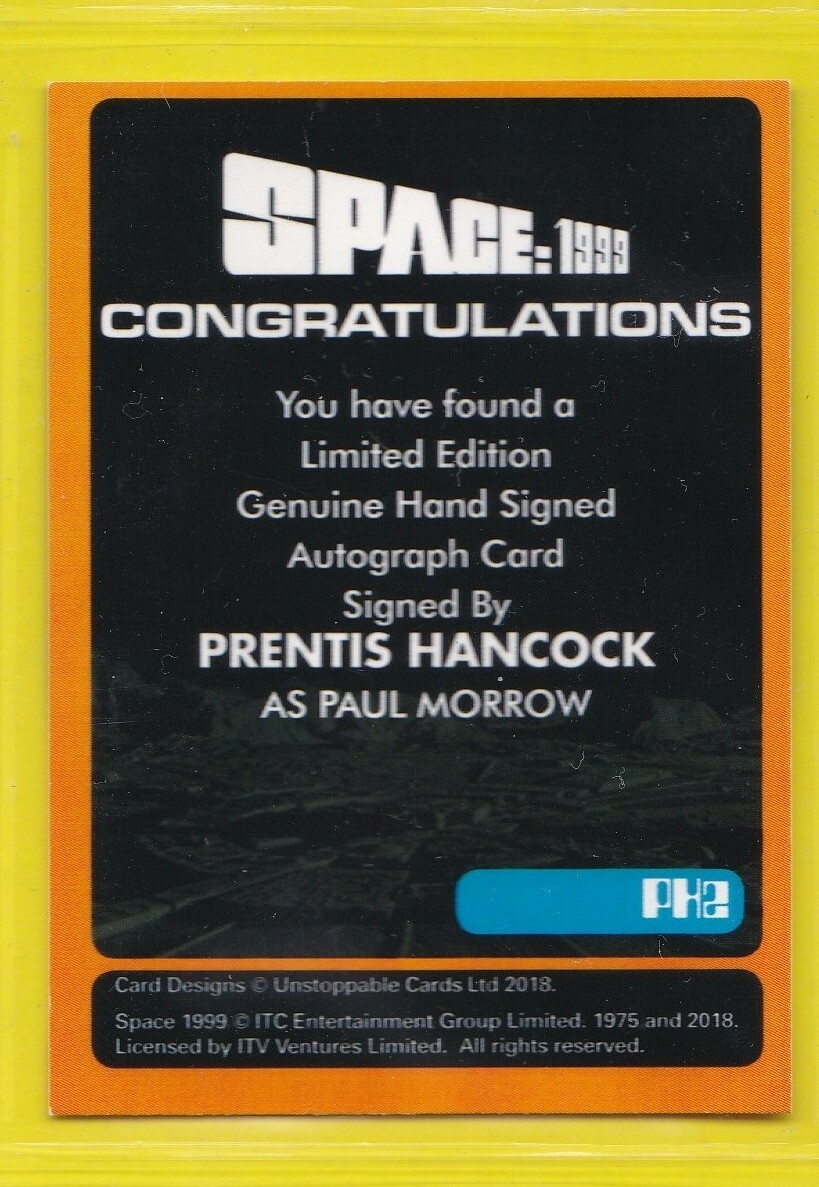 SPACE: 1999
CONGRATULATIONS
You have found a
Limited Edition
Genuine Hand Signed
Autograph Card
Signed By
PRENTIS HANCOCK
AS PAUL MORROW
PH2
Card Designs © Unstoppable Cards Ltd 2018.
Space 1999 © ITC Entertainment Group Limited. 1975 and 2018.
Licensed by ITV Ventures Limited. All rights reserved.